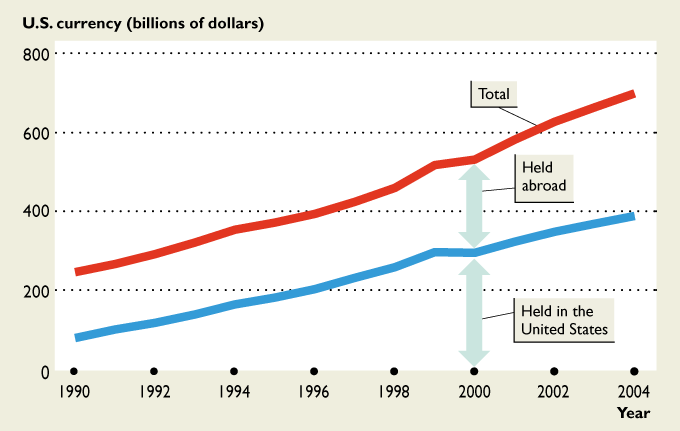 U.S. currency (billions of dollars)
800
600
400
200
0
Total
Held
abroad
Held in the
United States
1990 1992 1994 1996 1998 2000 2002 2004
Year